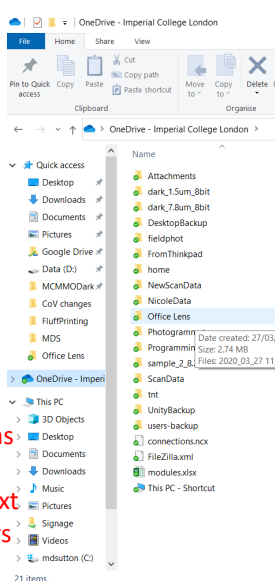 OneDrive - Imperial College London
File Home Share View
Pin to Quick access
Copy
Paste
Cut
Copy path
Paste shortcut
Move to
Copy to
Delete
Clipboard
Organise
OneDrive - Imperial College London
Name
Quick access
Desktop
Downloads
Documents
Pictures
Google Drive
Data (D:)
MCMMODark
CoV changes
FluffPrinting
MDS
Office Lens
OneDrive - Imperi
This PC
3D Objects
Desktop
Documents
Downloads
Music
Pictures
Signage
Videos
mdsutton (C:)
Attachments
dark_1.5um_8bit
dark_7.8um_8bit
DesktopBackup
fieldphot
FromThinkpad
home
NewScanData
NicoleData
Office Lens
Photogramm
Programmin
sample_2_8.
ScanData
tnt
UnityBackup
users-backup
connections.ncx
FileZilla.xml
modules.xlsx
This PC - Shortcut
Date created: 27/03,
Size: 2.74 MB
Files: 2020_03_27 11
ns
xt
rs
21 items